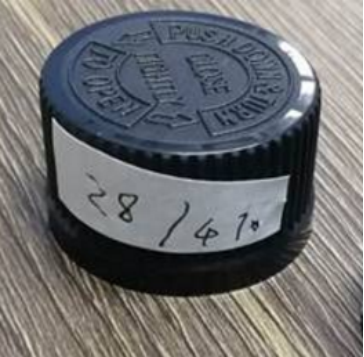 PUSH DOWN & TURN
TO OPEN
CLOSE
TIGHTLY
28/410